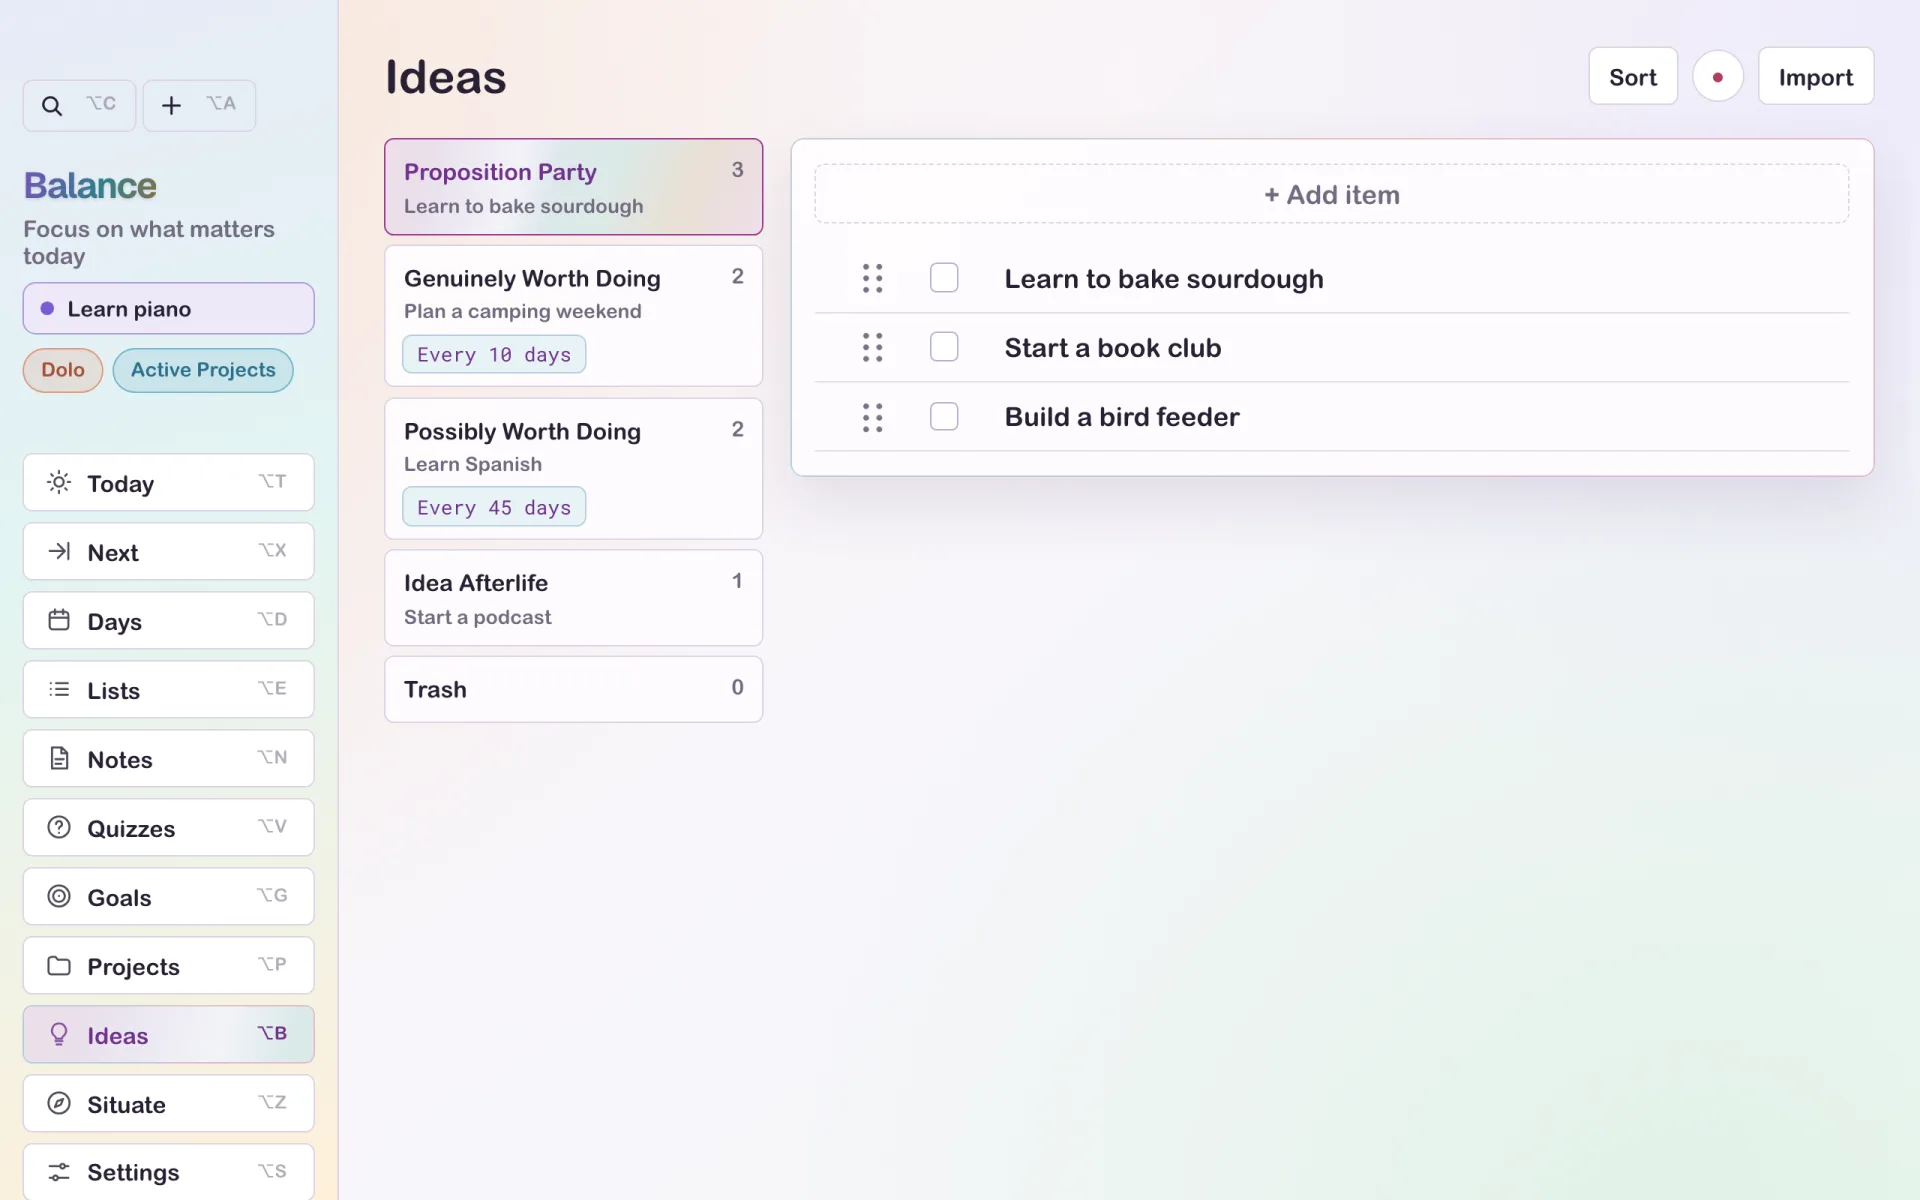 ⌥C
⌥A
Balance
Focus on what matters
today
Learn piano
Dolo
Active Projects
Today ⌥T
Next ⌥X
Days ⌥D
Lists ⌥E
Notes ⌥N
Quizzes ⌥V
Goals ⌥G
Projects ⌥P
Ideas ⌥B
Situate ⌥Z
Settings ⌥S
Ideas
Sort
Import
Proposition Party 3
Learn to bake sourdough
Genuinely Worth Doing 2
Plan a camping weekend
Every 10 days
Possibly Worth Doing 2
Learn Spanish
Every 45 days
Idea Afterlife 1
Start a podcast
Trash 0
+ Add item
Learn to bake sourdough
Start a book club
Build a bird feeder